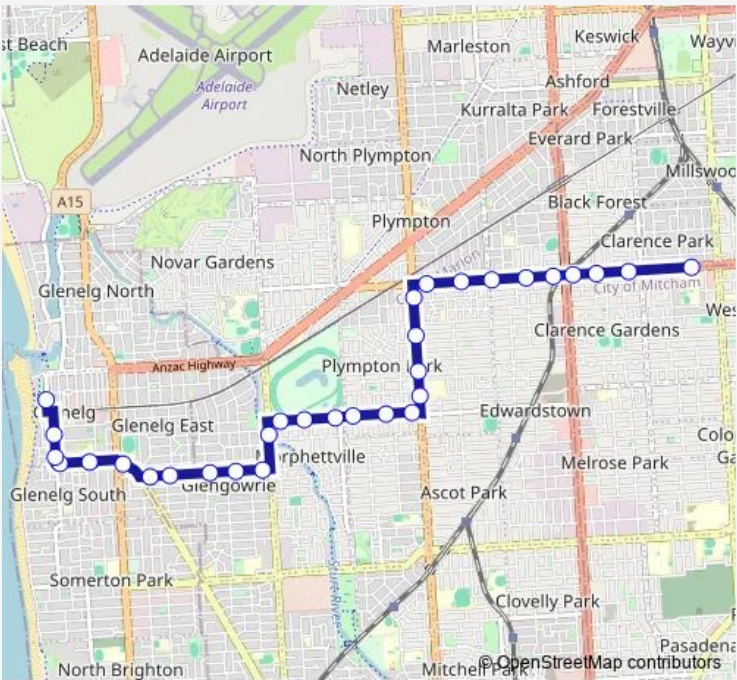 st Beach
Adelaide Airport
Adelaide
Airport
Marleston
Keswick
Wayv
Netley
Ashford
Kurralta Park
Forestville
Everard Park
North Plympton
Millswoo
A15
Black Forest
Plympton
Clarence Park
Marion
Novar Gardens
City of Mitcham
Glenelg North
Wes
Clarence Gardens
Anzac Highway
Plympton Park
Glenelg
Glenelg East
Edwardstown
Colo
Ga
Morphettville
Melrose Park
Glengowrie
Glenelg South
Ascot Park
Somerton Park
Sturt River
Clovelly Park
Pasadena
North Brighton
Mitchell Park
© OpenStreetMap contributors